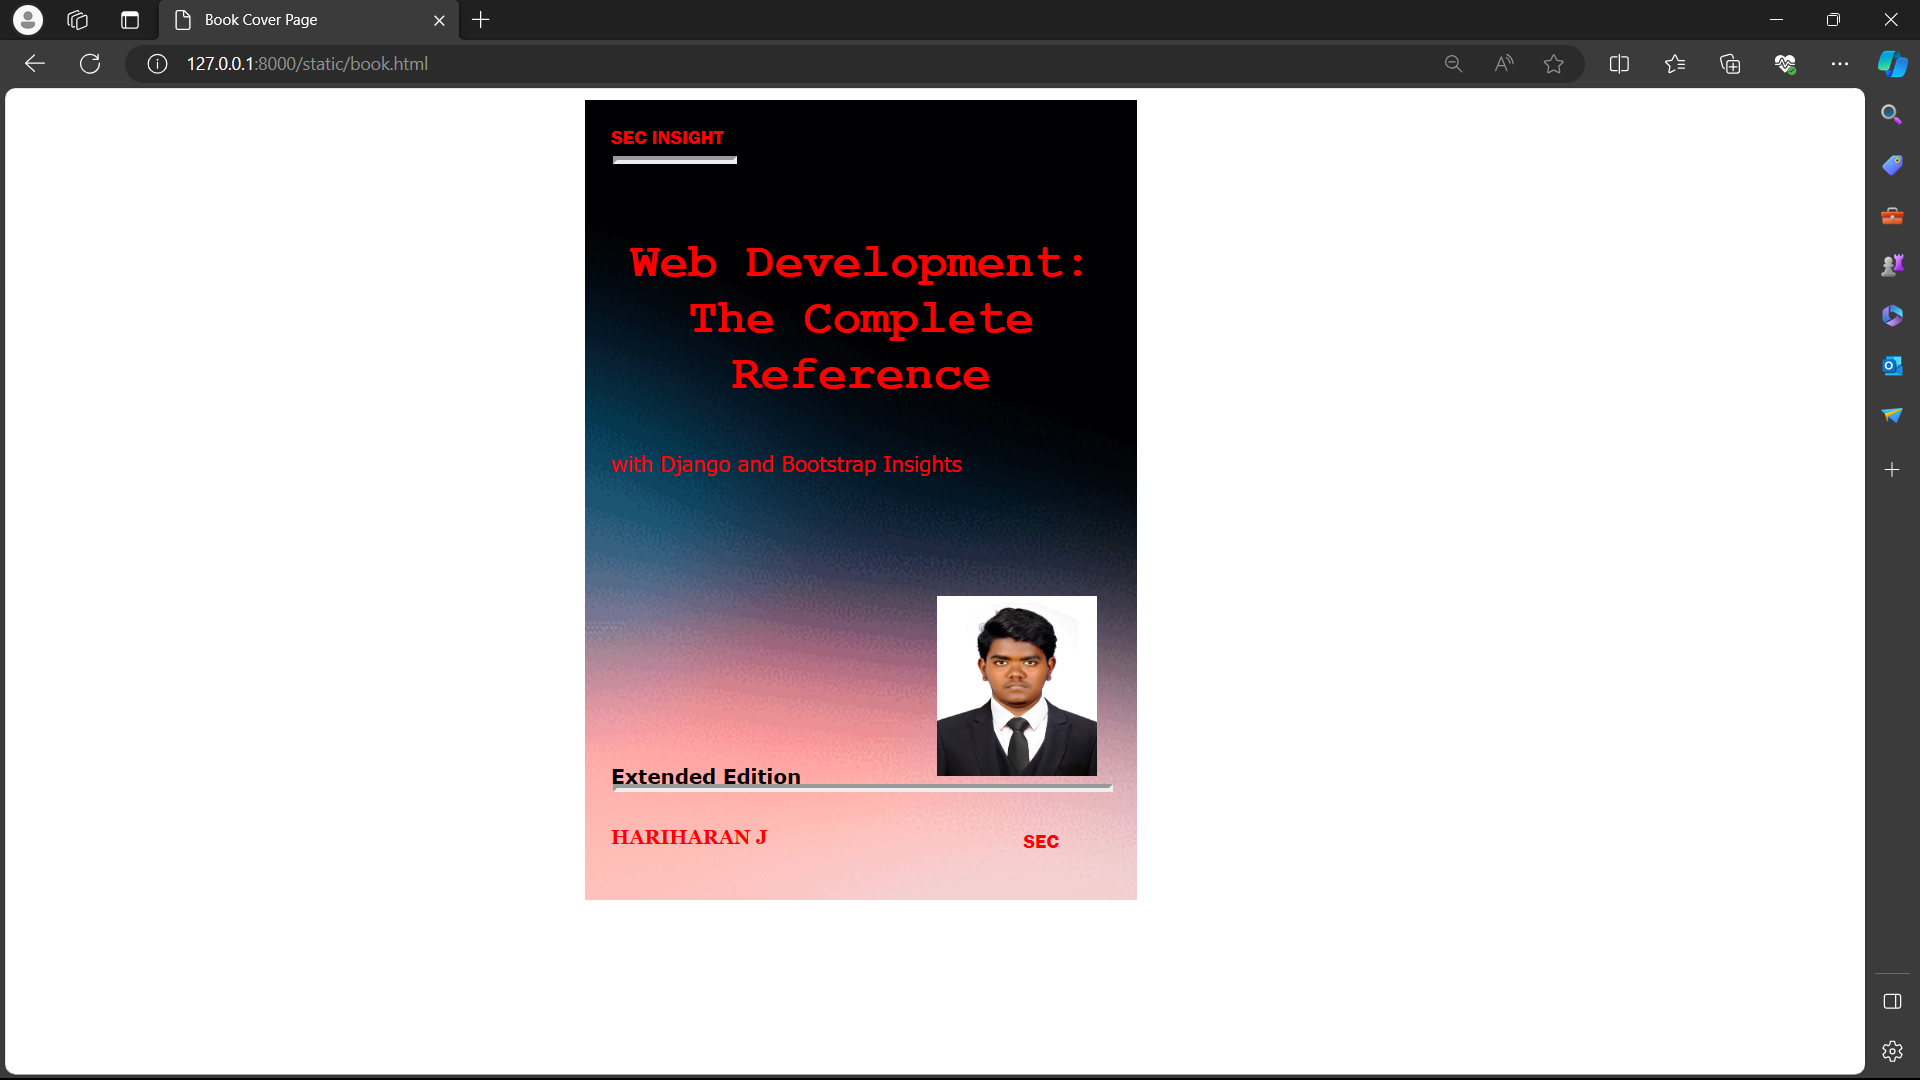 Book Cover Page
127.0.0.1:8000/static/book.html
SEC INSIGHT
Web Development:
The Complete
Reference
with Django and Bootstrap Insights
Extended Edition
HARIHARAN J
SEC